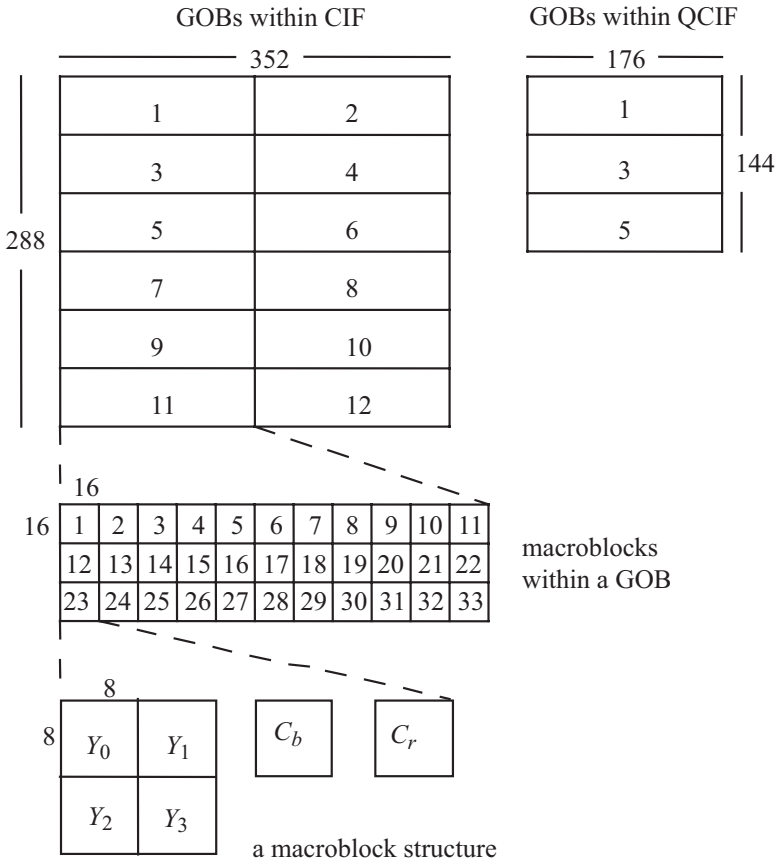 GOBs within CIF
GOBs within QCIF
352
176
1 2
3 4
5 6
7 8
9 10
11 12
288
1
3
5
144
16
16
1 2 3 4 5 6 7 8 9 10 11
12 13 14 15 16 17 18 19 20 21 22
23 24 25 26 27 28 29 30 31 32 33
macroblocks
within a GOB
8
8
Y0 Y1
Y2 Y3
Cb
Cr
a macroblock structure